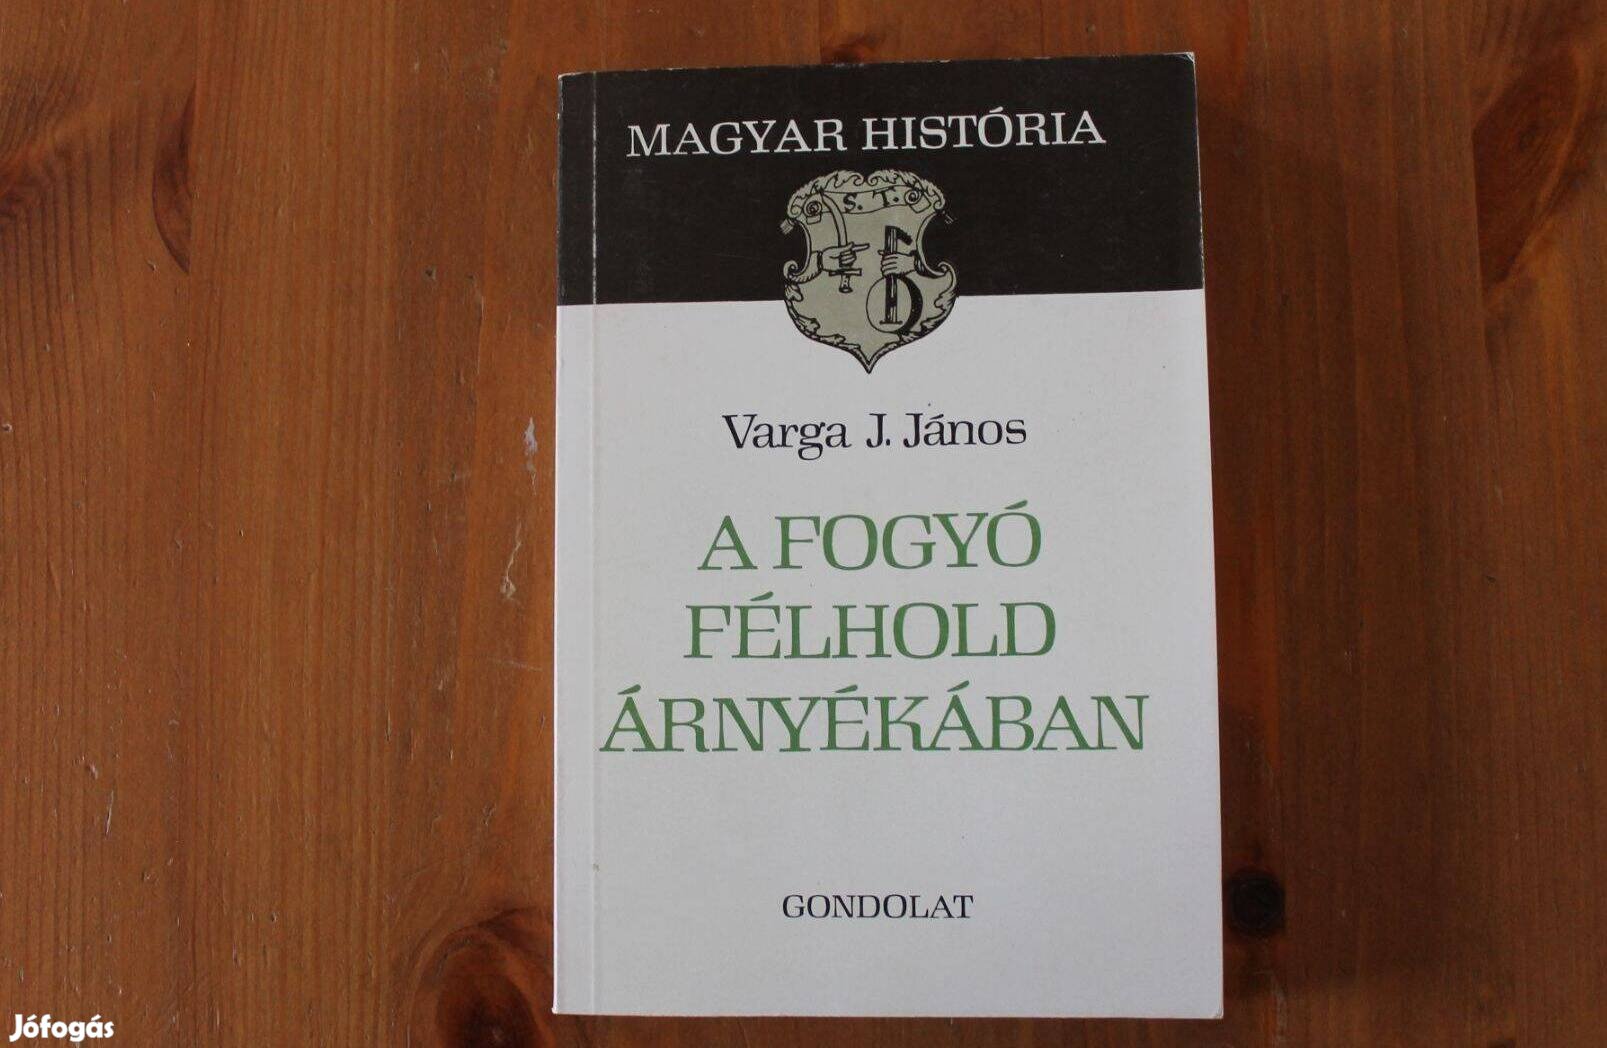 MAGYAR HISTÓRIA
S. T.
Varga J. János
A FOGYÓ
FÉLHOLD
ÁRNYÉKÁBAN
GONDOLAT
Jófogás